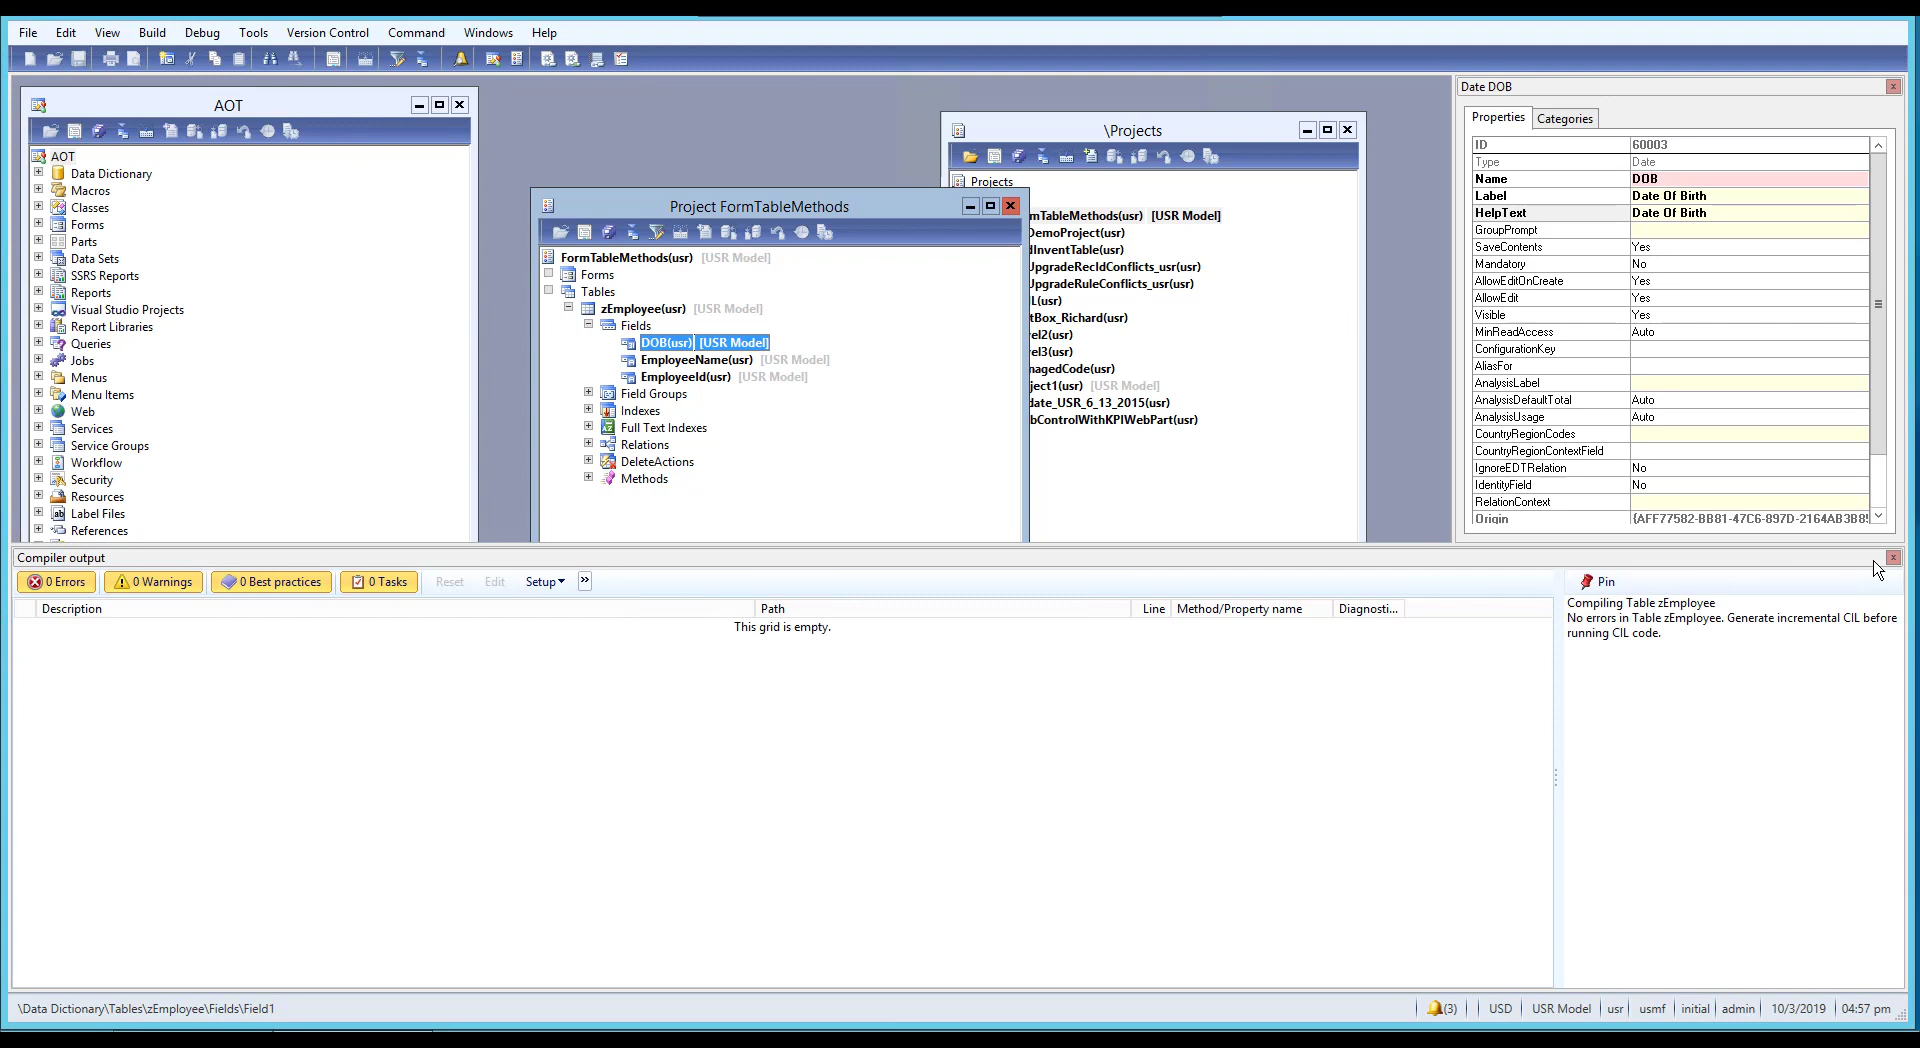 File Edit View Build Debug Tools Version Control Command Windows Help
AOT
AOT
Data Dictionary
Macros
Classes
Forms
Parts
Data Sets
SSRS Reports
Reports
Visual Studio Projects
Report Libraries
Queries
Jobs
Menus
Menu Items
Web
Services
Service Groups
Workflow
Security
Resources
Label Files
References
\Projects
Projects
mTableMethods(usr) [USR Model]
DemoProject(usr)
dInventTable(usr)
UpgradeRecIdConflicts_usr(usr)
UpgradeRuleConflicts_usr(usr)
L(usr)
tBox_Richard(usr)
vel2(usr)
vel3(usr)
nagedCode(usr)
ject1(usr) [USR Model]
date_USR_6_13_2015(usr)
bControlWithKPIWebPart(usr)
Project FormTableMethods
FormTableMethods(usr) [USR Model]
Forms
Tables
zEmployee(usr) [USR Model]
Fields
DOB(usr) [USR Model]
EmployeeName(usr) [USR Model]
EmployeeId(usr) [USR Model]
Field Groups
Indexes
Full Text Indexes
Relations
DeleteActions
Methods
Date DOB
Properties Categories
ID 60003
Type Date
Name DOB
Label Date Of Birth
HelpText Date Of Birth
GroupPrompt
SaveContents Yes
Mandatory No
AllowEditOnCreate Yes
AllowEdit Yes
Visible Yes
MinReadAccess Auto
ConfigurationKey
AliasFor
AnalysisLabel
AnalysisDefaultTotal Auto
AnalysisUsage Auto
CountryRegionCodes
CountryRegionContextField
IgnoreEDTRelation No
IdentityField No
RelationContext
Origin {AFF77582-BB81-47C6-897D-2164AB3B8
Compiler output
0 Errors 0 Warnings 0 Best practices 0 Tasks Reset Edit Setup
Description Path Line Method/Property name Diagnosti...
This grid is empty.
Pin
Compiling Table zEmployee
No errors in Table zEmployee. Generate incremental CIL before
running CIL code.
\Data Dictionary\Tables\zEmployee\Fields\Field1 (3) USD USR Model usr usmf initial admin 10/3/2019 04:57 pm